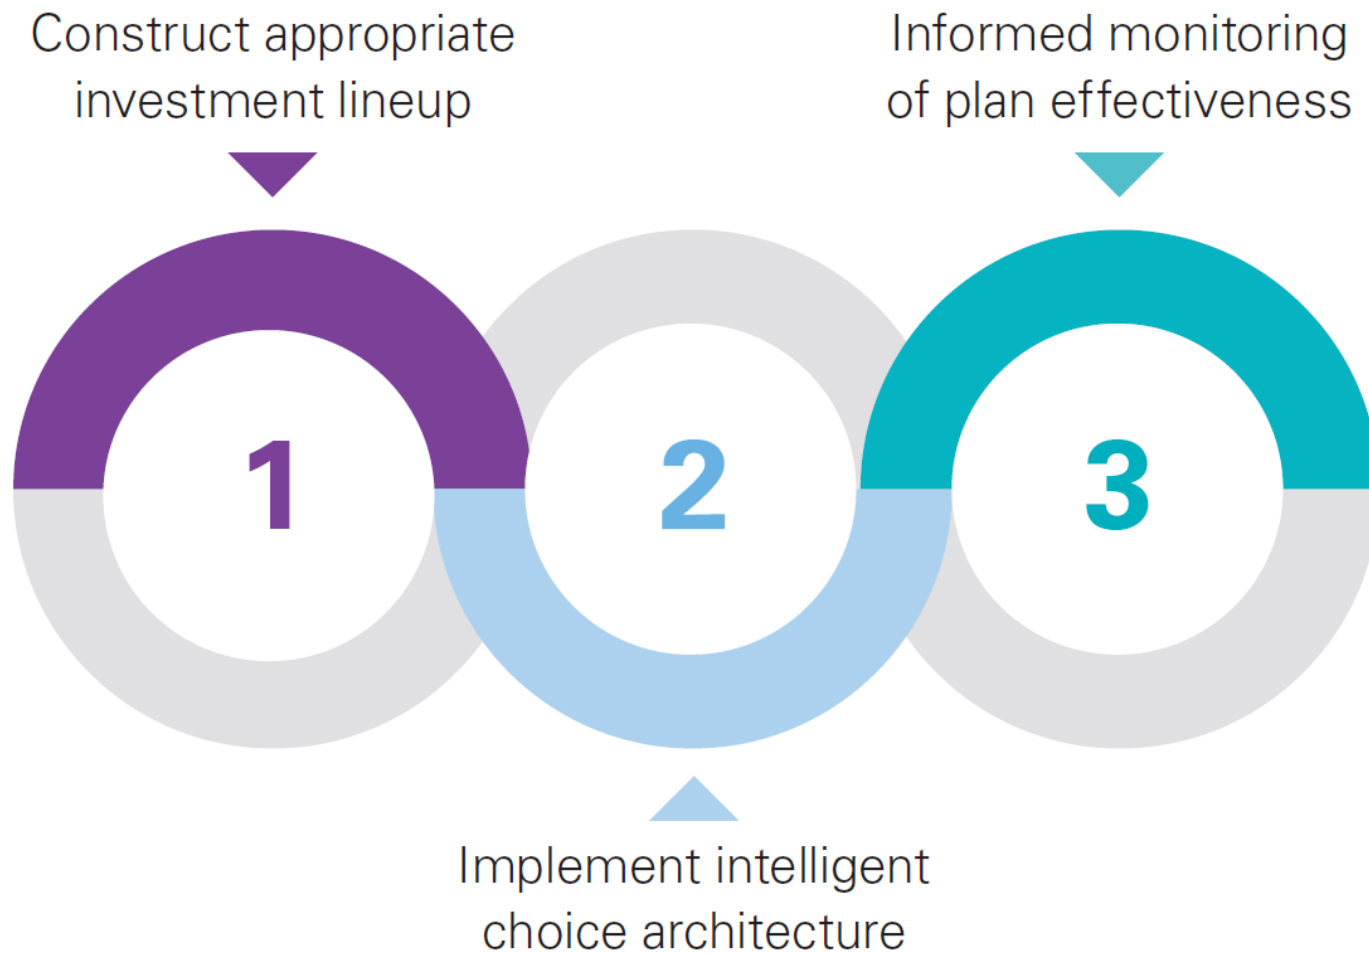 Construct appropriate
investment lineup
Informed monitoring
of plan effectiveness
1
2
3
Implement intelligent
choice architecture